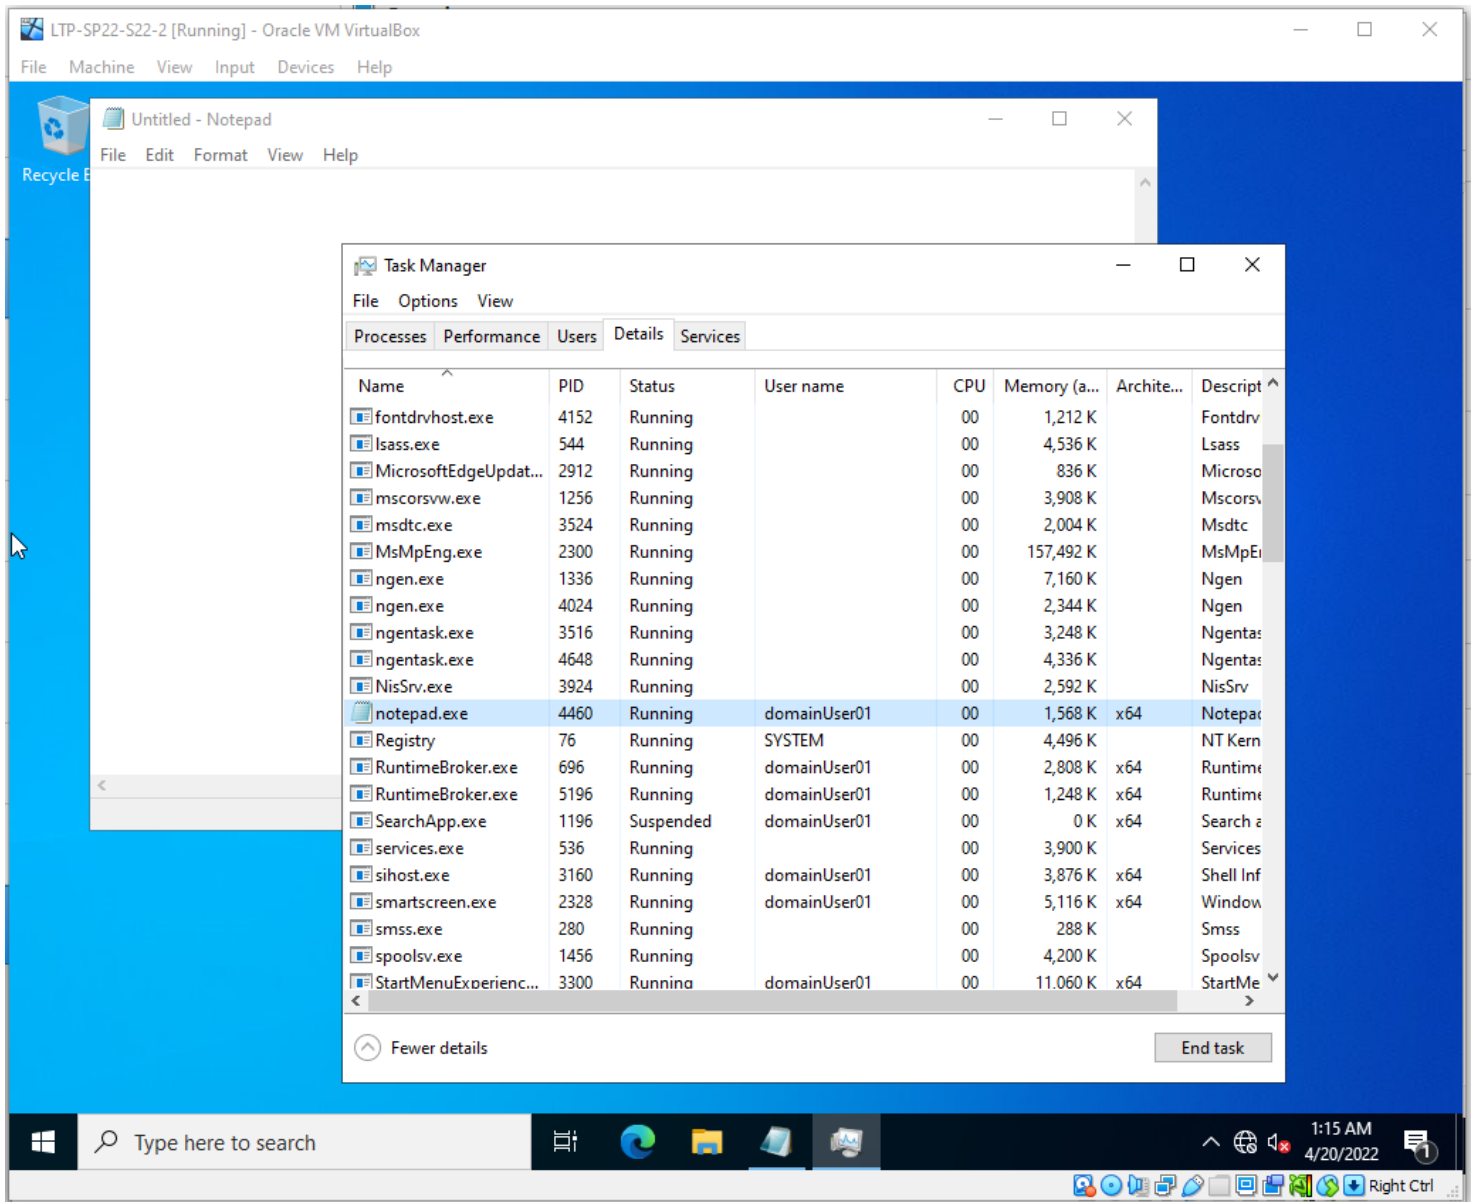 LTP-SP22-S22-2 [Running] - Oracle VM VirtualBox
File Machine View Input Devices Help
Recycle
Untitled - Notepad
File Edit Format View Help
Task Manager
File Options View
Processes Performance Users Details Services
Name PID Status User name CPU Memory (a... Archite... Descript
fontdrvhost.exe 4152 Running 00 1,212 K Fontdrv
lsass.exe 544 Running 00 4,536 K Lsass
MicrosoftEdgeUpdat... 2912 Running 00 836 K Microso
mscorsvw.exe 1256 Running 00 3,908 K Mscorsv
msdtc.exe 3524 Running 00 2,004 K Msdtc
MsMpEng.exe 2300 Running 00 157,492 K MsMpE
ngen.exe 1336 Running 00 7,160 K Ngen
ngen.exe 4024 Running 00 2,344 K Ngen
ngentask.exe 3516 Running 00 3,248 K Ngentas
ngentask.exe 4648 Running 00 4,336 K Ngentas
NisSrv.exe 3924 Running 00 2,592 K NisSrv
notepad.exe 4460 Running domainUser01 00 1,568 K x64 Notepad
Registry 76 Running SYSTEM 00 4,496 K NT Kern
RuntimeBroker.exe 696 Running domainUser01 00 2,808 K x64 Runtime
RuntimeBroker.exe 5196 Running domainUser01 00 1,248 K x64 Runtime
SearchApp.exe 1196 Suspended domainUser01 00 0 K x64 Search a
services.exe 536 Running 00 3,900 K Services
sihost.exe 3160 Running domainUser01 00 3,876 K x64 Shell Inf
smartscreen.exe 2328 Running domainUser01 00 5,116 K x64 Window
smss.exe 280 Running 00 288 K Smss
spoolsv.exe 1456 Running 00 4,200 K Spoolsv
StartMenuExperienc... 3300 Running domainUser01 00 11,060 K x64 StartMe
Fewer details End task
Type here to search
1:15 AM
4/20/2022
1
Right Ctrl